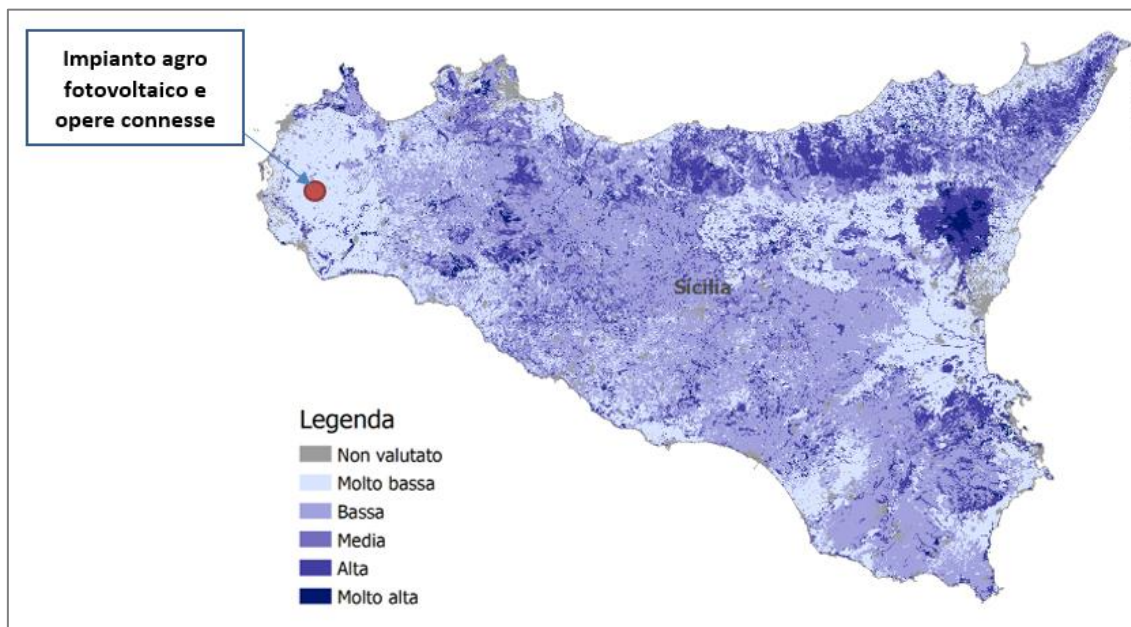 Impianto agro
fotovoltaico e
opere connesse
Sicilia
Legenda
Non valutato
Molto bassa
Bassa
Media
Alta
Molto alta